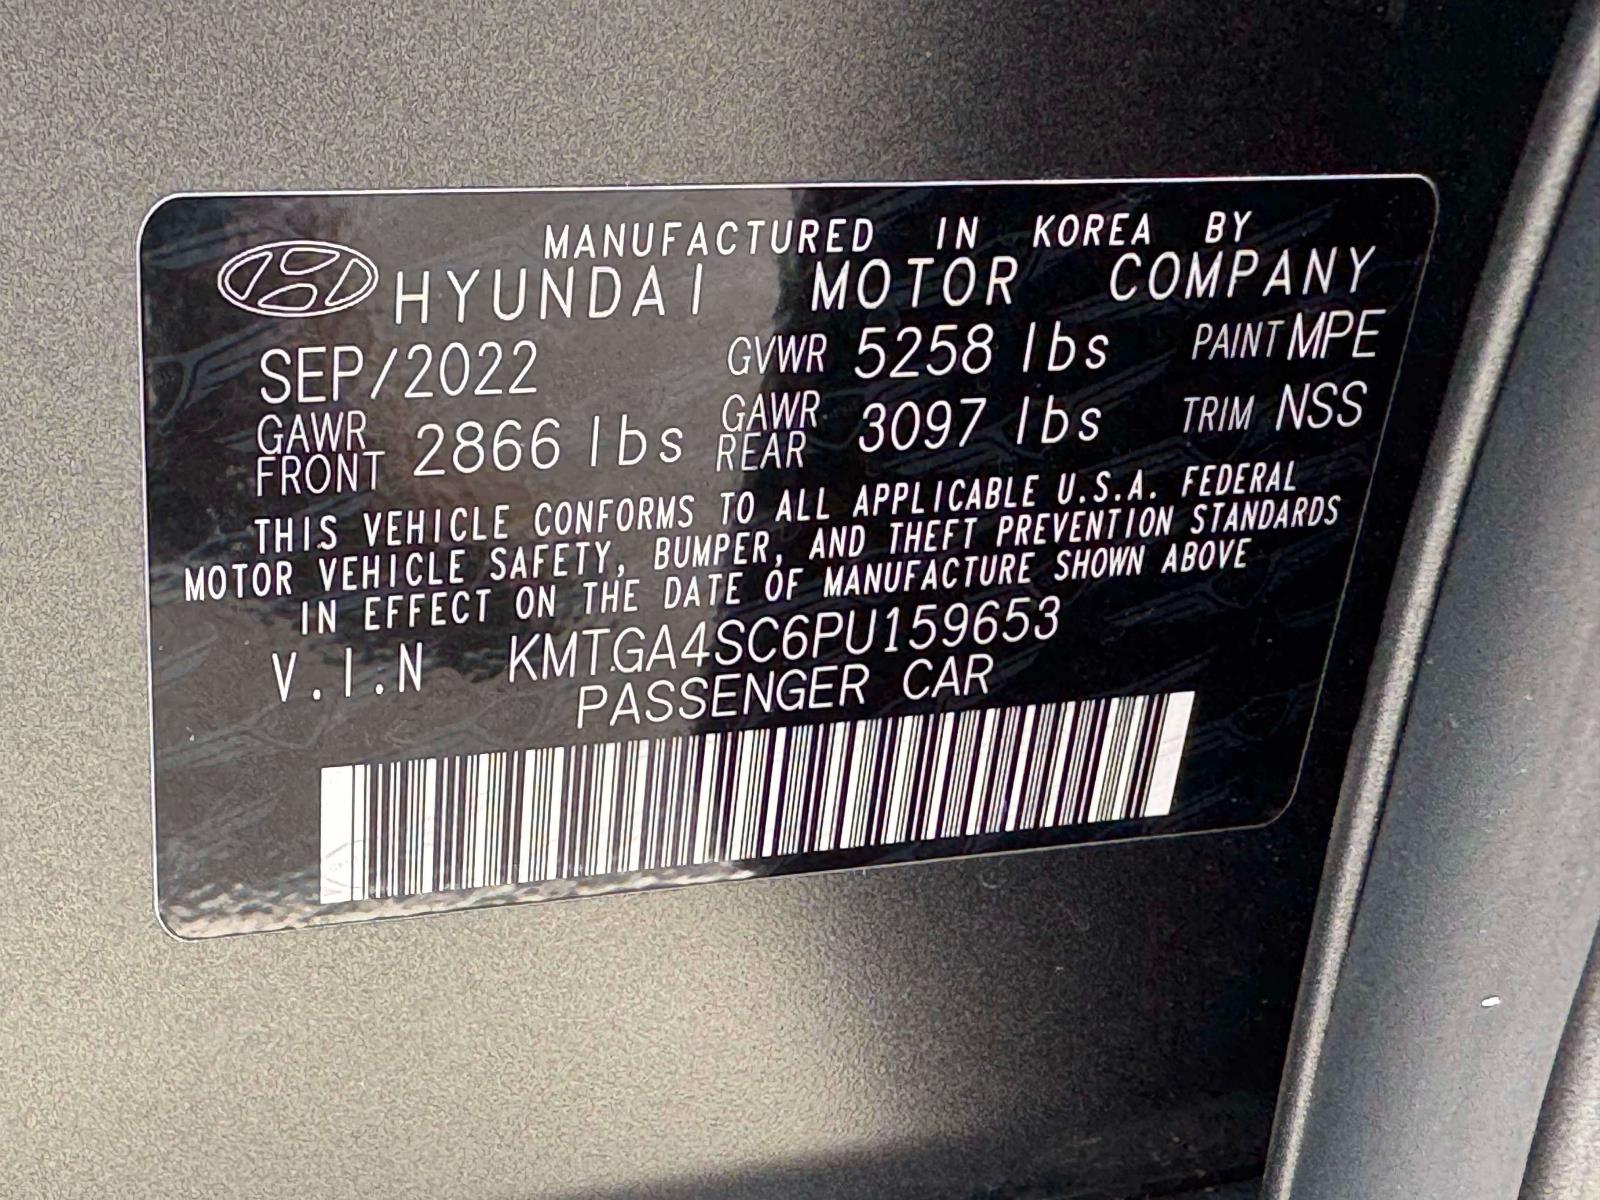 MANUFACTURED IN KOREA BY
HYUNDAI MOTOR COMPANY
SEP/2022 GVWR 5258 lbs PAINT MPE
GAWR FRONT 2866 lbs GAWR REAR 3097 lbs TRIM NSS
THIS VEHICLE CONFORMS TO ALL APPLICABLE U.S.A. FEDERAL
MOTOR VEHICLE SAFETY, BUMPER, AND THEFT PREVENTION STANDARDS
IN EFFECT ON THE DATE OF MANUFACTURE SHOWN ABOVE
V.I.N KMTGA4SC6PU159653
PASSENGER CAR